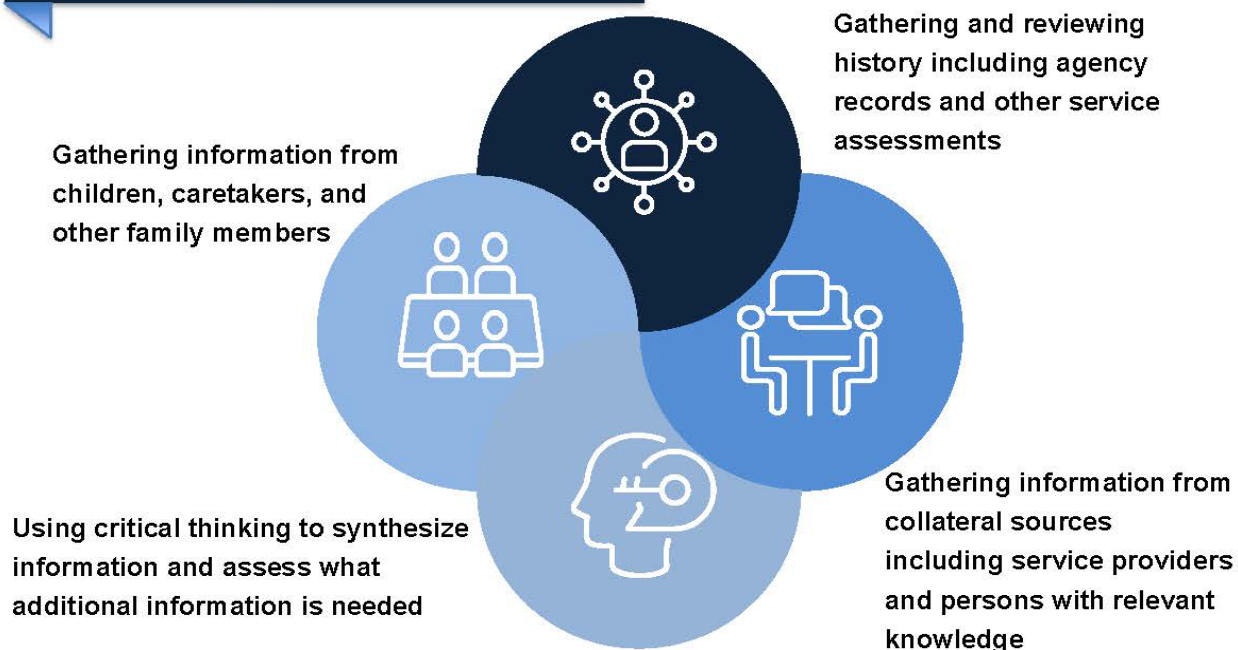 Gathering and reviewing
history including agency
records and other service
assessments
Gathering information from
children, caretakers, and
other family members
Using critical thinking to synthesize
information and assess what
additional information is needed
Gathering information from
collateral sources
including service providers
and persons with relevant
knowledge